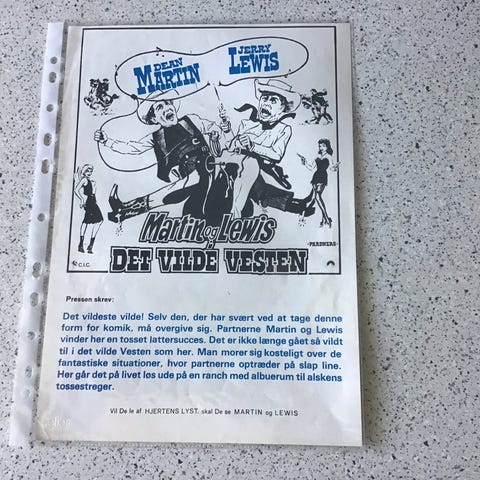 DEAN
MARTIN
JERRY
LEWIS
Martin og Lewis
i
DET VILDE VESTEN
- PARDNERS -
© C.I.C.
Pressen skrev:
Det vildeste vilde! Selv den, der har svært ved at tage denne
form for komik, må overgive sig. Partnerne Martin og Lewis
vinder her en tosset lattersucces. Det er ikke længe gået så vildt
til i det vilde Vesten som her. Man morer sig kosteligt over de
fantastiske situationer, hvor partnerne optræder på slap line.
Her går det på livet løs ude på en ranch med albuerum til alskens
tossestreger.
Vil De le af HJERTENS LYST, skal De se MARTIN og LEWIS